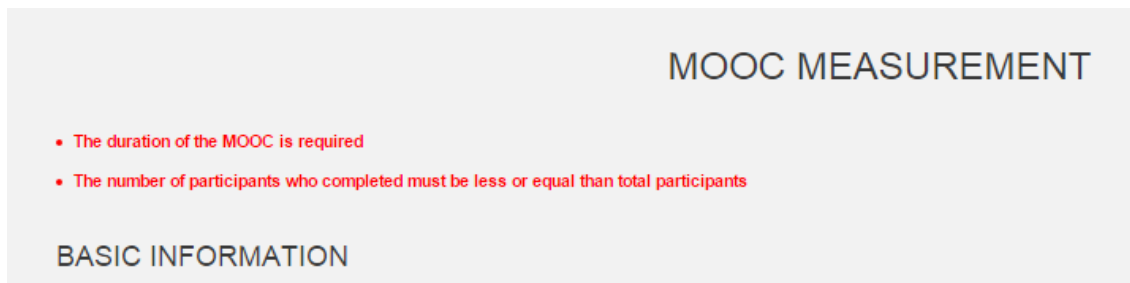 MOOC MEASUREMENT
• The duration of the MOOC is required
• The number of participants who completed must be less or equal than total participants
BASIC INFORMATION